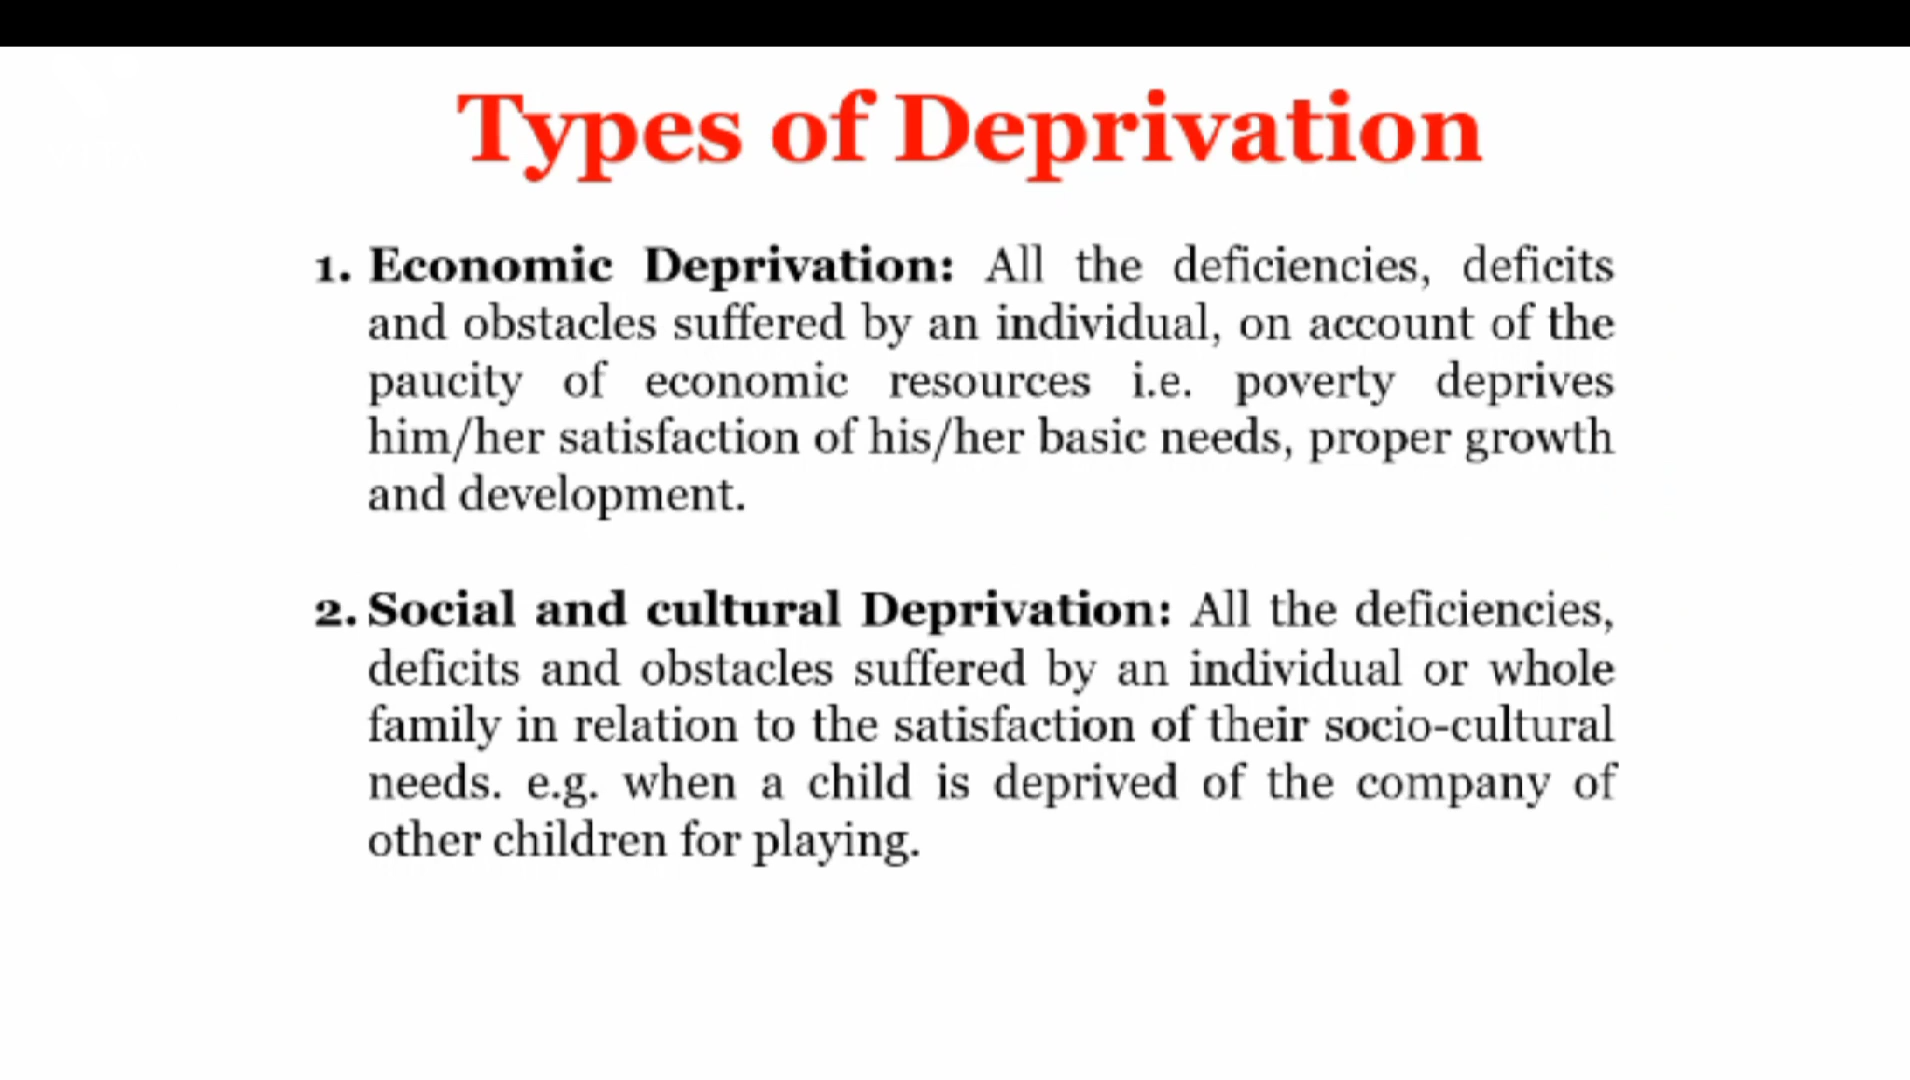 Types of Deprivation
1. Economic Deprivation: All the deficiencies, deficits
and obstacles suffered by an individual, on account of the
paucity of economic resources i.e. poverty deprives
him/her satisfaction of his/her basic needs, proper growth
and development.
2. Social and cultural Deprivation: All the deficiencies,
deficits and obstacles suffered by an individual or whole
family in relation to the satisfaction of their socio-cultural
needs. e.g. when a child is deprived of the company of
other children for playing.